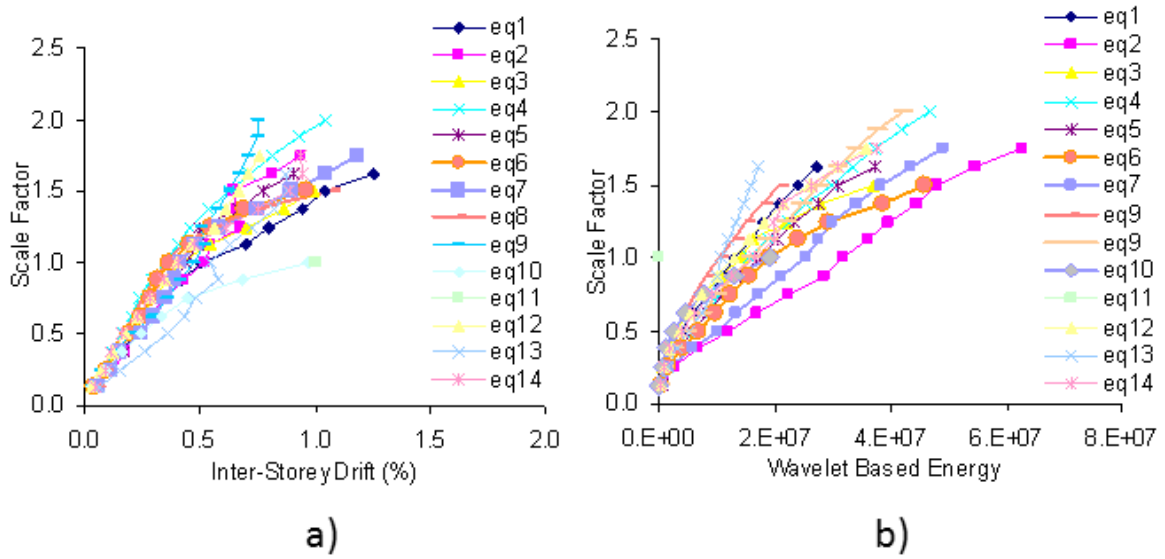 2.5
2.0
1.5
1.0
0.5
0.0
Scale Factor
0.0 0.5 1.0 1.5 2.0
Inter-Storey Drift (%)
eq1
eq2
eq3
eq4
eq5
eq6
eq7
eq8
eq9
eq10
eq11
eq12
eq13
eq14
a)
2.5
2.0
1.5
1.0
0.5
0.0
Scale Factor
0.E+00 2.E+07 4.E+07 6.E+07 8.E+07
Wavelet Based Energy
eq1
eq2
eq3
eq4
eq5
eq6
eq7
eq9
eq9
eq10
eq11
eq12
eq13
eq14
b)